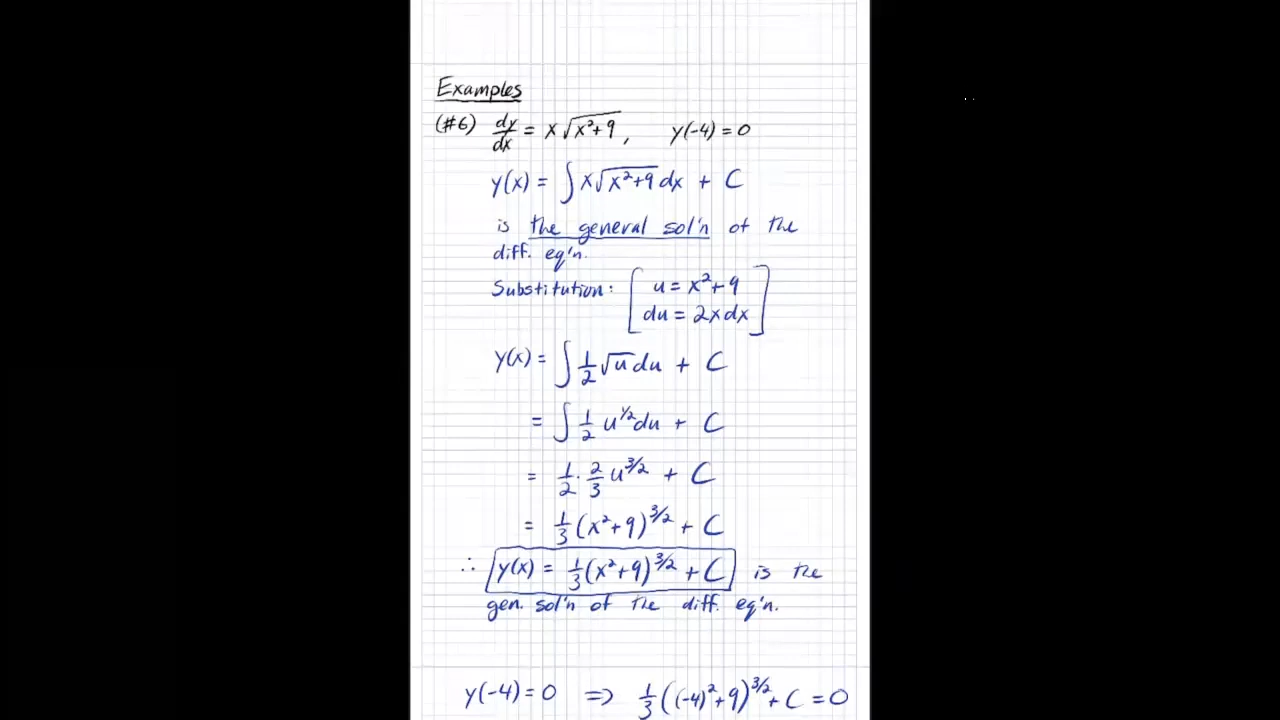 Examples
(#6) dy/dx = x√(x²+9), y(-4) = 0
y(x) = ∫ x√(x²+9) dx + C
is the general sol'n of the
diff. eq'n.
Substitution: [u = x²+9
du = 2x dx]
y(x) = ∫ 1/2 √u du + C
= ∫ 1/2 u^(1/2) du + C
= 1/2 · 2/3 u^(3/2) + C
= 1/3 (x²+9)^(3/2) + C
∴ y(x) = 1/3 (x²+9)^(3/2) + C is the
gen. sol'n of the diff. eq'n.
y(-4) = 0 ⇒ 1/3 ((-4)²+9)^(3/2) + C = 0